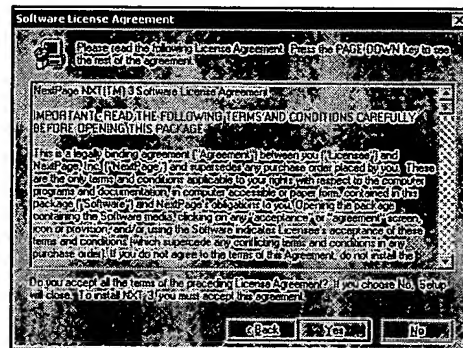 Software License Agreement
Please read the following License Agreement. Press the PAGE DOWN key to see
the rest of the agreement.
NextPage NXT(TM) 3 Software License Agreement
IMPORTANT: READ THE FOLLOWING TERMS AND CONDITIONS CAREFULLY
BEFORE OPENING THIS PACKAGE.
This is a legally binding agreement ("Agreement") between you ("Licensee") and
NextPage, Inc. ("NextPage") and supersedes any purchase order placed by you. These
are the only terms and conditions applicable to your rights with respect to the computer
programs and documentation, in computer accessible or paper form, contained in this
package ("Software") and NextPage's obligations to you. Opening the package
containing the Software media, clicking on any "acceptance" or "agreement" screen,
icon or provision, and/or using the Software indicates Licensee's acceptance of these
terms and conditions (which supercede any conflicting terms and conditions in any
purchase order). If you do not agree to the terms of this Agreement, do not install the
Do you accept all the terms of the preceding License Agreement? If you choose No, Setup
will close. To install NXT 3, you must accept this agreement.
< Back Yes No